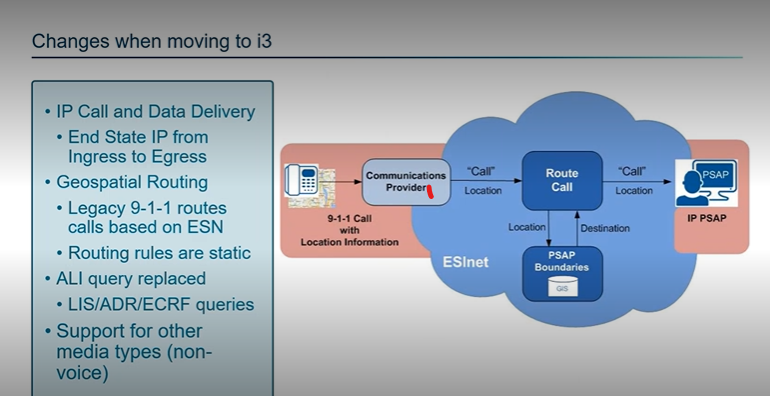 Changes when moving to i3
• IP Call and Data Delivery
• End State IP from
Ingress to Egress
• Geospatial Routing
• Legacy 9-1-1 routes
calls based on ESN
• Routing rules are static
• ALI query replaced
• LIS/ADR/ECRF queries
• Support for other
media types (non-
voice)
Communications
Provider
9-1-1 Call
with
Location Information
"Call"
Location
Route
Call
"Call"
Location
PSAP
IP PSAP
Location
Destination
ESInet
PSAP
Boundaries
GIS